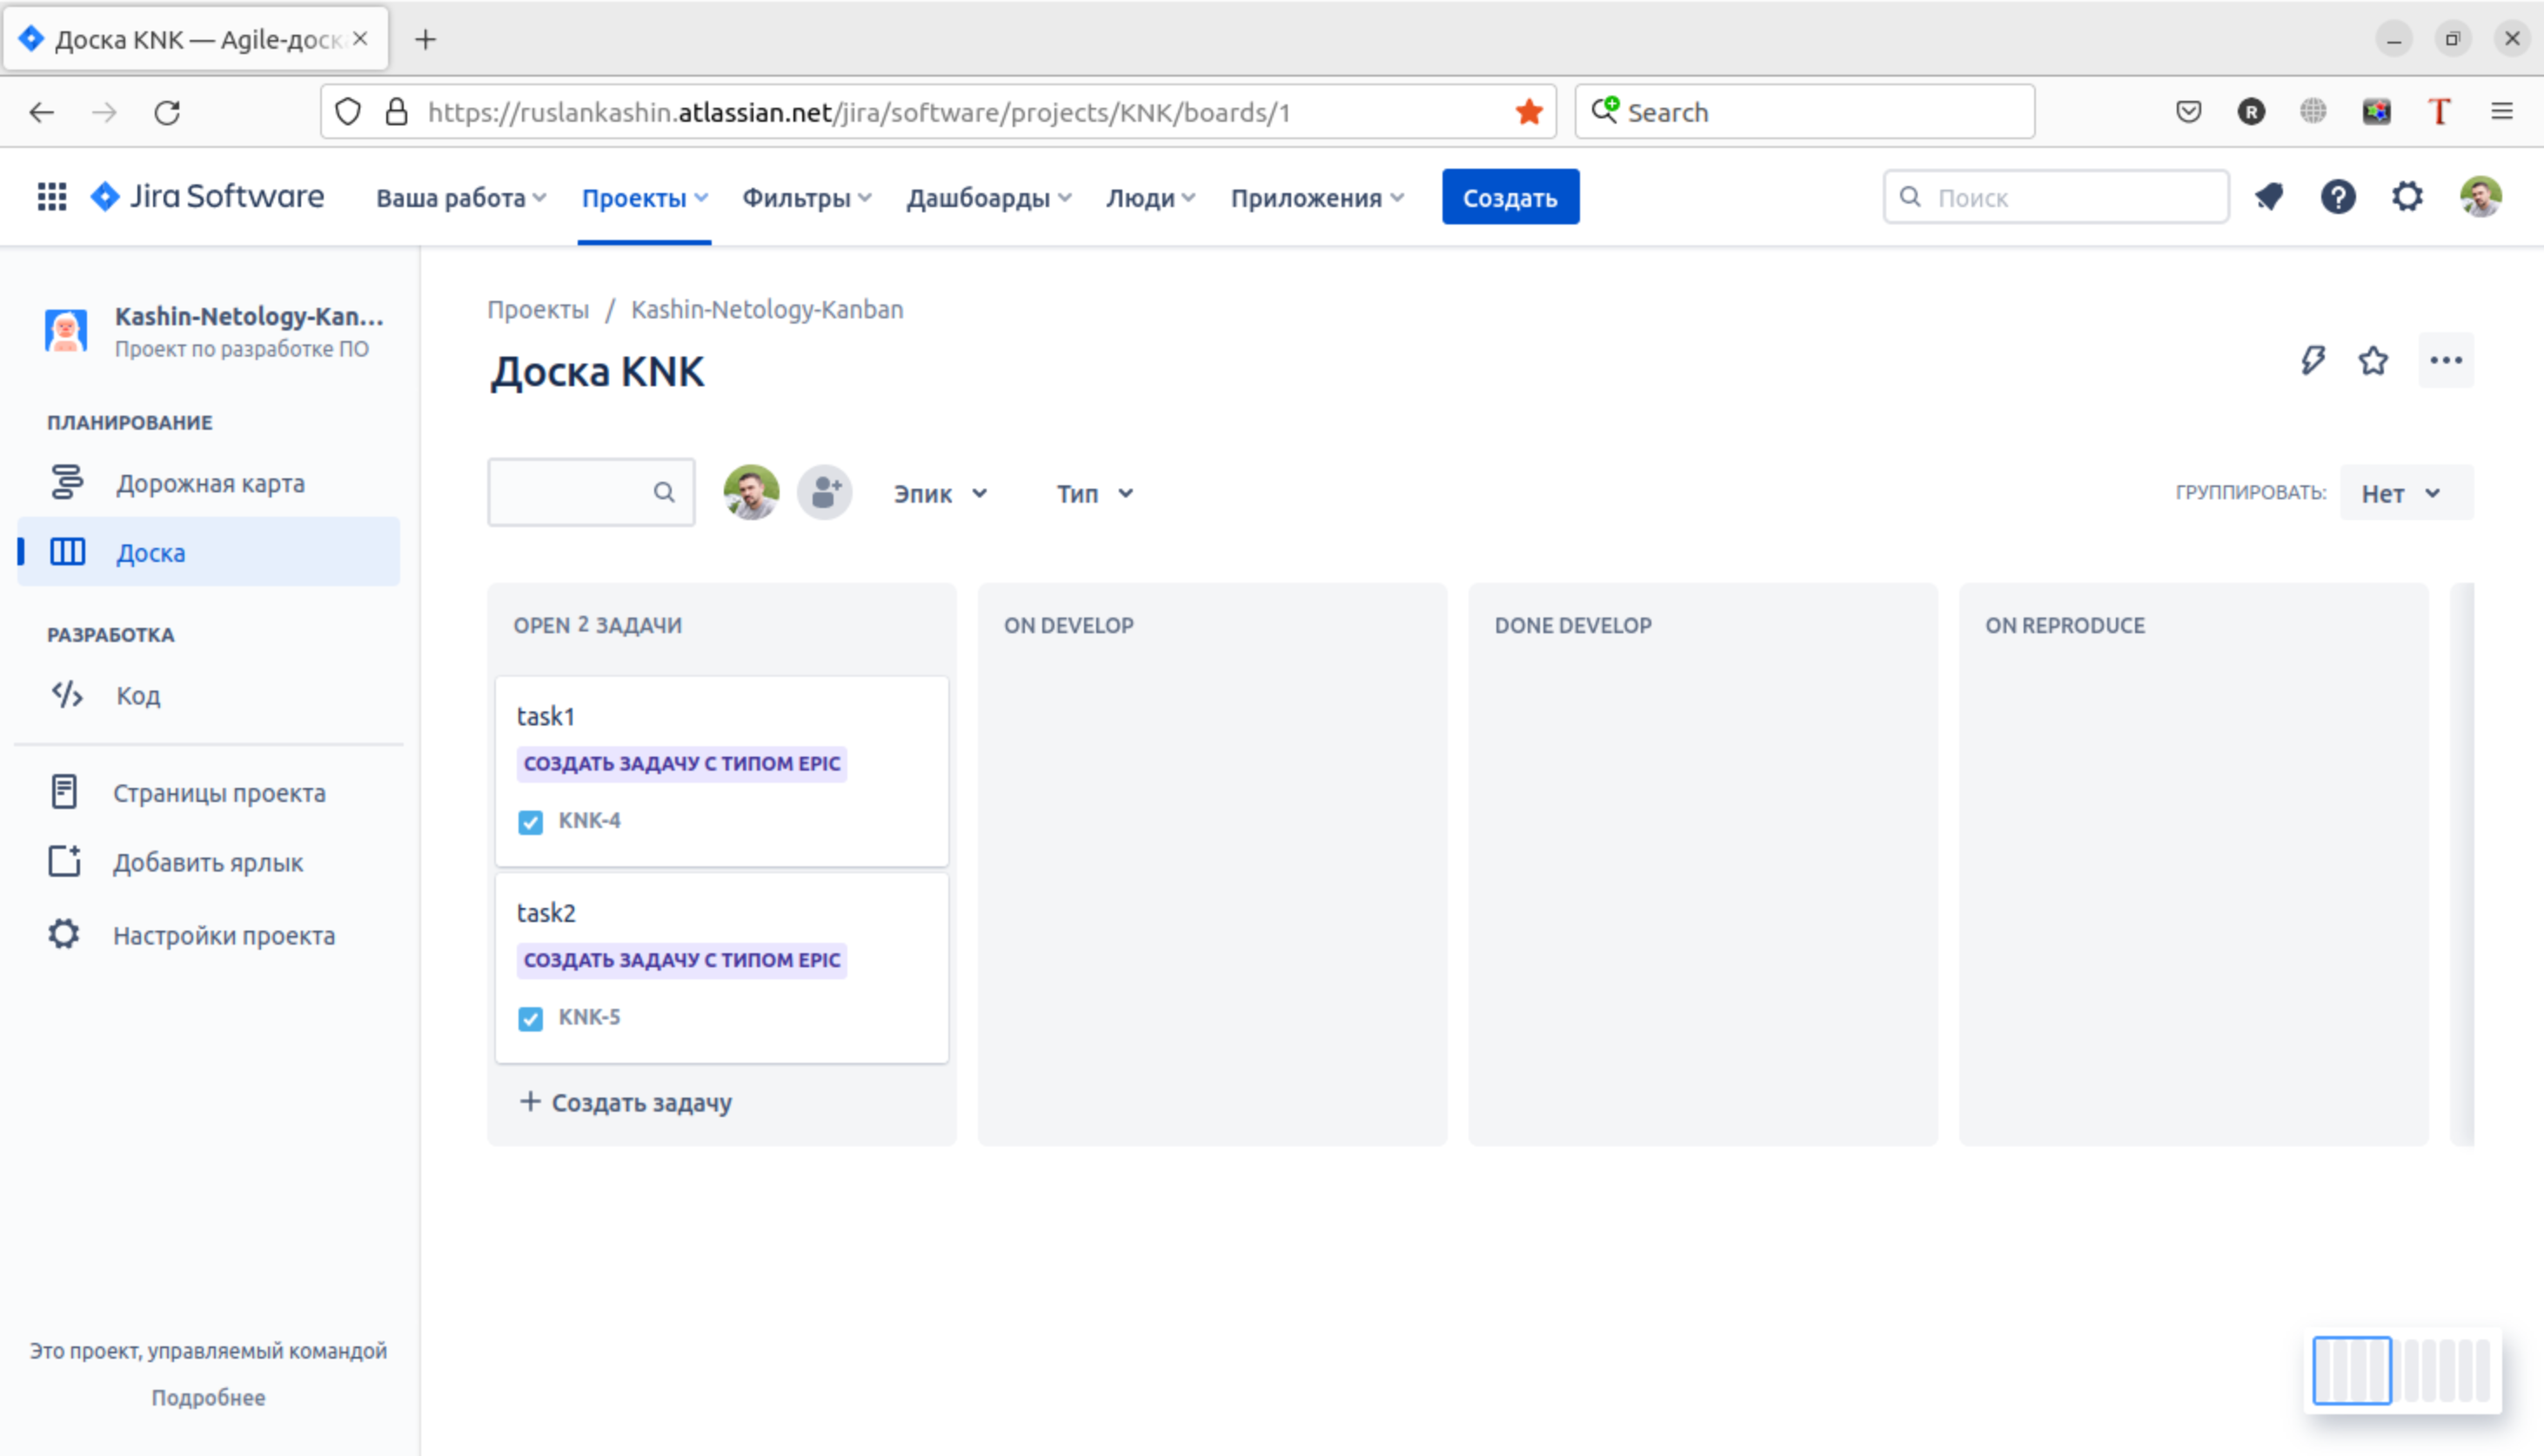 Доска KNK — Agile-доск
https://ruslankashin.atlassian.net/jira/software/projects/KNK/boards/1
Search
R
T
Jira Software
Ваша работа
Проекты
Фильтры
Дашбоарды
Люди
Приложения
Создать
Поиск
Kashin-Netology-Kan...
Проект по разработке ПО
ПЛАНИРОВАНИЕ
Дорожная карта
Доска
РАЗРАБОТКА
Код
Страницы проекта
Добавить ярлык
Настройки проекта
Это проект, управляемый командой
Подробнее
Проекты / Kashin-Netology-Kanban
Доска KNK
Эпик
Тип
ГРУППИРОВАТЬ:
Нет
OPEN 2 ЗАДАЧИ
task1
СОЗДАТЬ ЗАДАЧУ С ТИПОМ EPIC
KNK-4
task2
СОЗДАТЬ ЗАДАЧУ С ТИПОМ EPIC
KNK-5
+ Создать задачу
ON DEVELOP
DONE DEVELOP
ON REPRODUCE